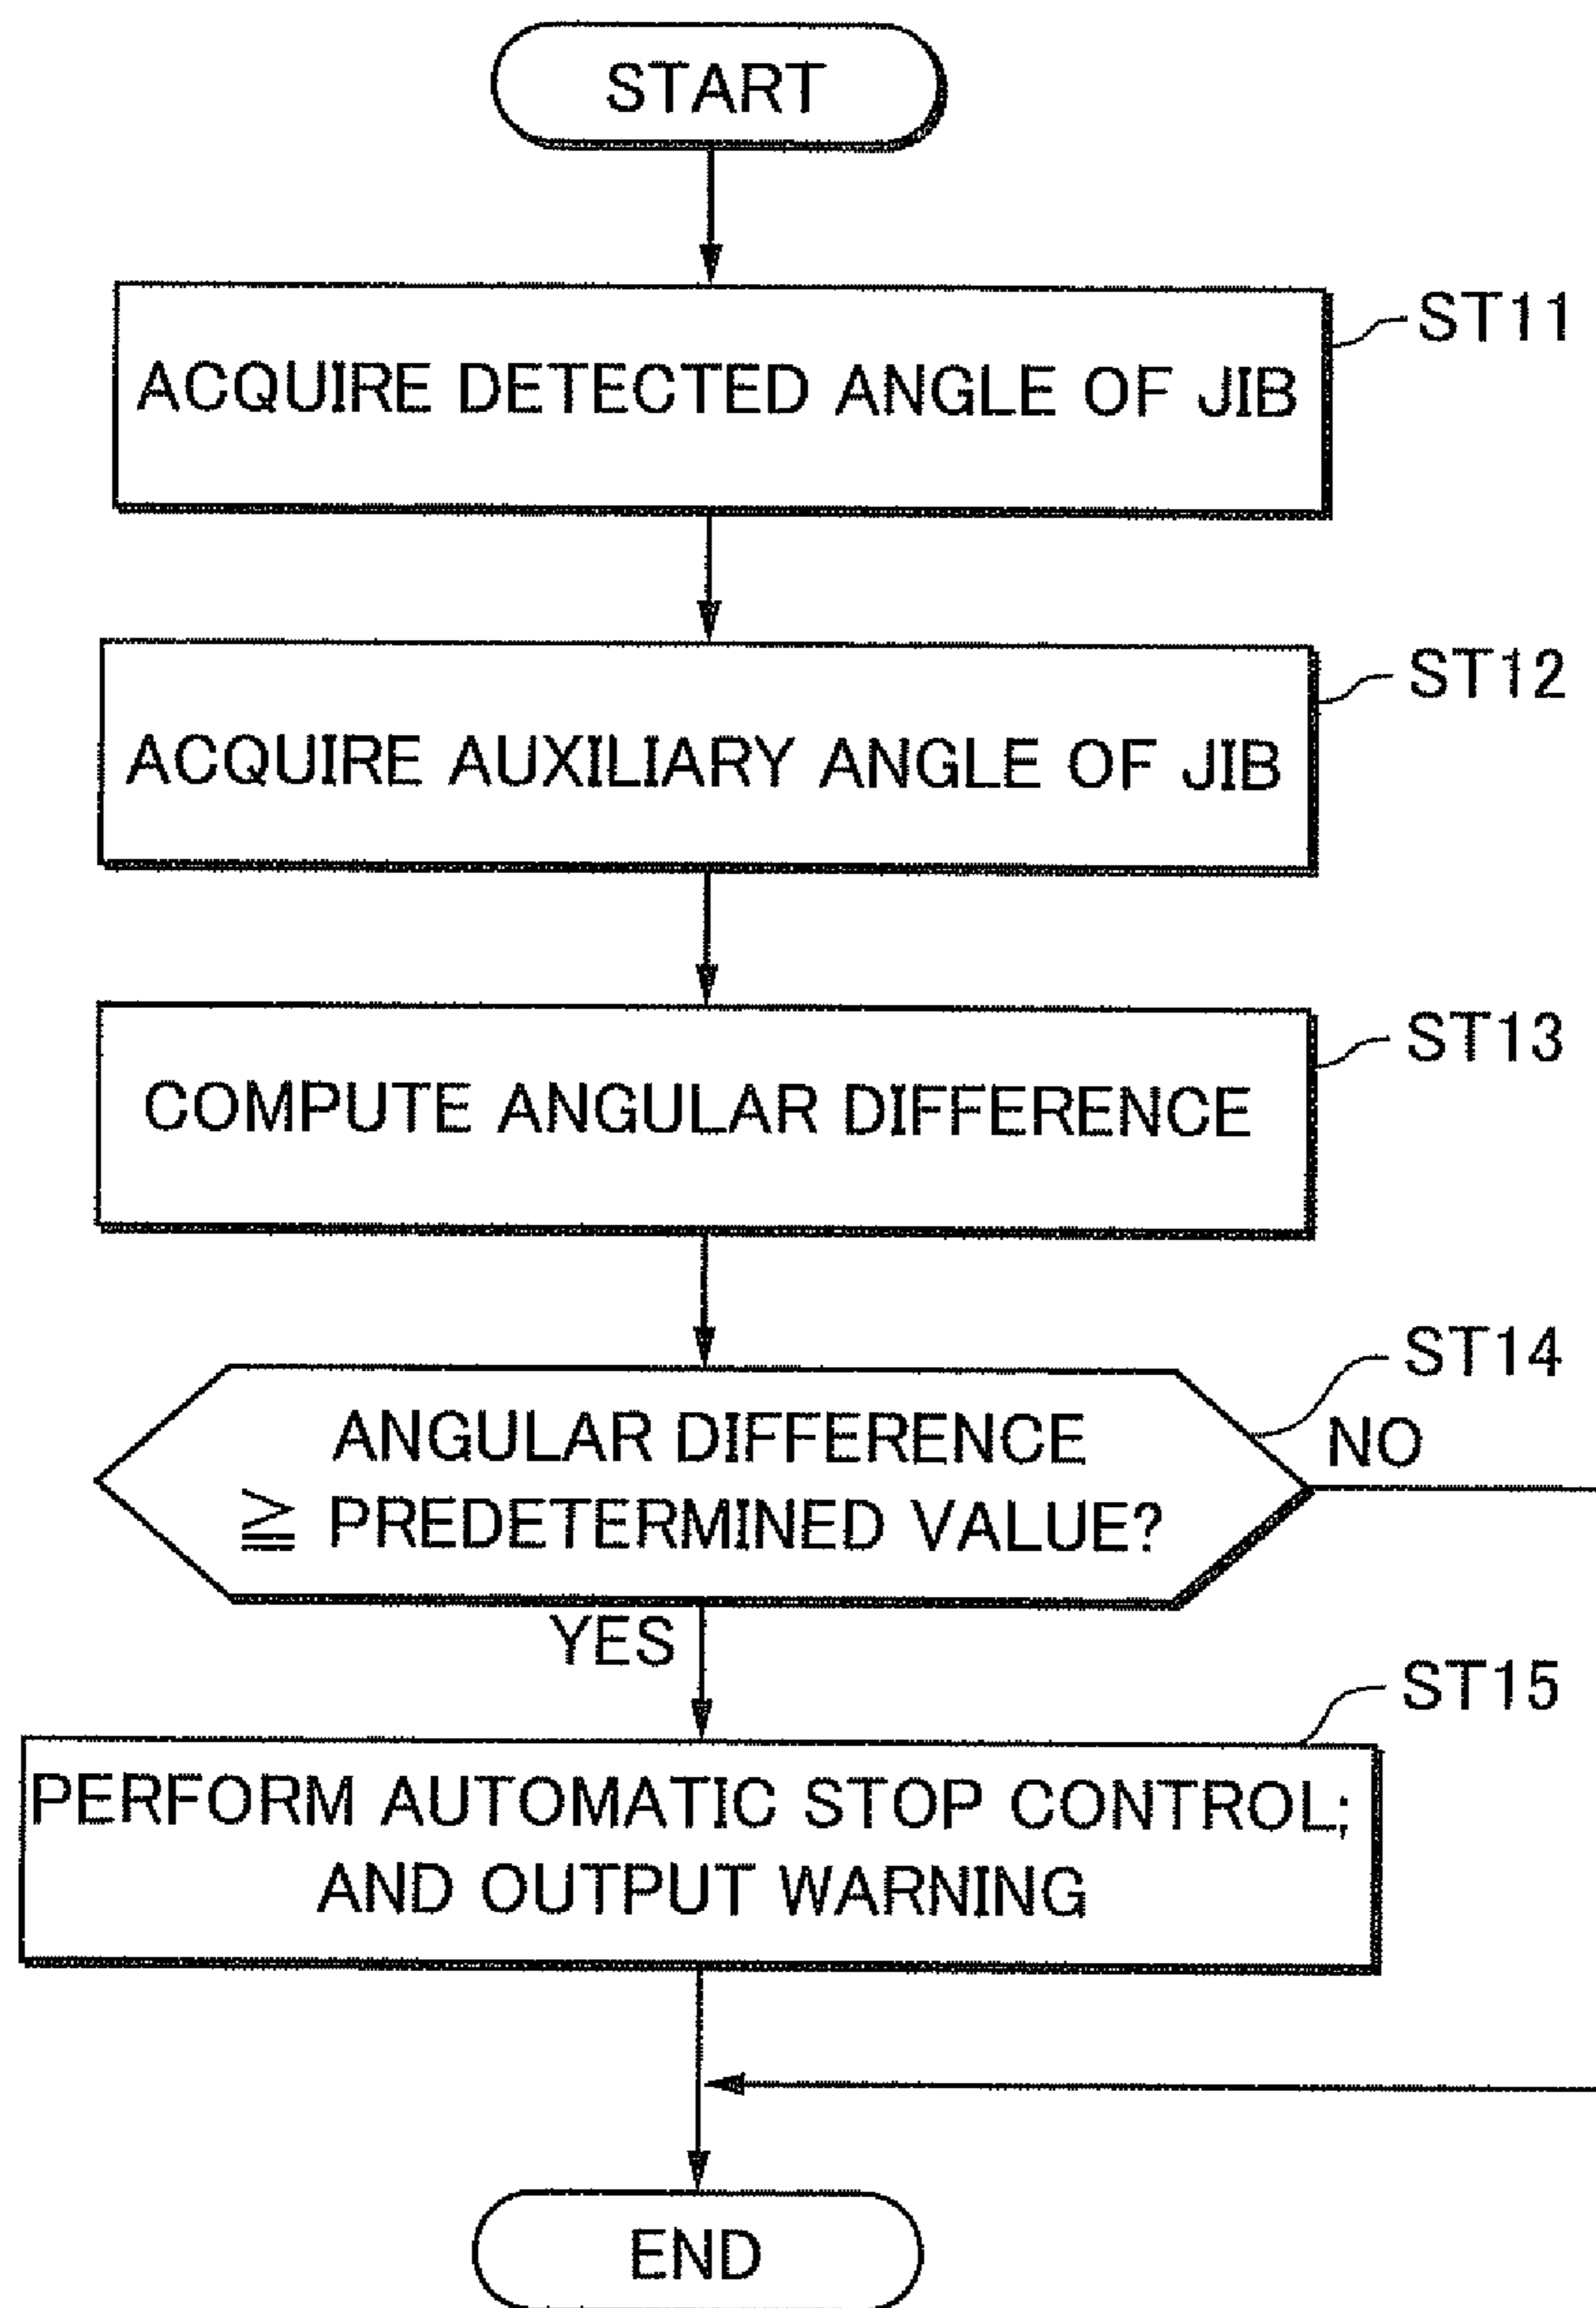 START
ST11
ACQUIRE DETECTED ANGLE OF JIB
ST12
ACQUIRE AUXILIARY ANGLE OF JIB
ST13
COMPUTE ANGULAR DIFFERENCE
ST14
ANGULAR DIFFERENCE
≧ PREDETERMINED VALUE?
NO
YES
ST15
PERFORM AUTOMATIC STOP CONTROL;
AND OUTPUT WARNING
END